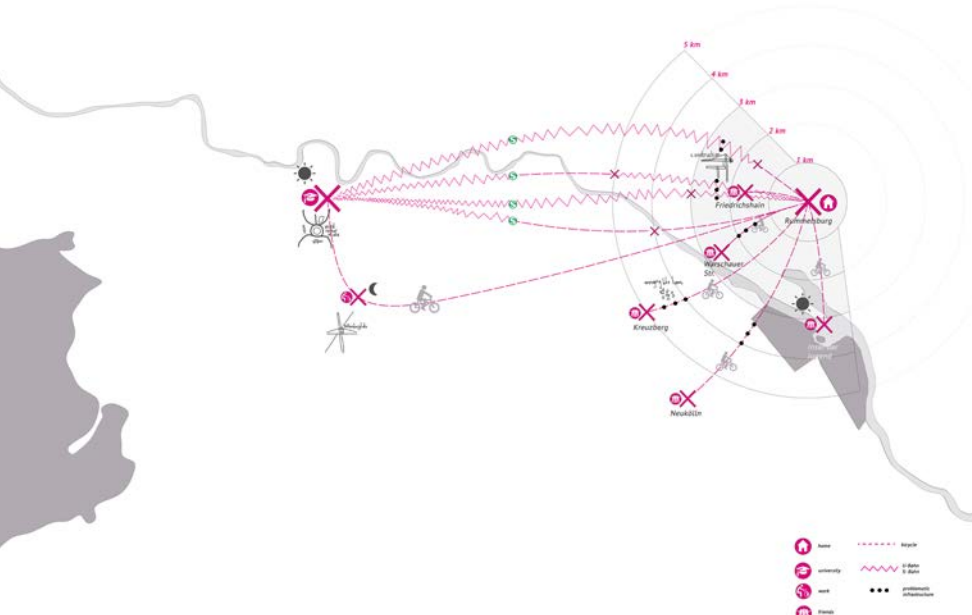 5 km
4 km
3 km
2 km
1 km
Friedrichshain
Rummelsburg
Warschauer
Str.
Kreuzberg
Neukölln
home
university
work
friends
bicycle
U-Bahn
S-Bahn
problematic
infrastructure